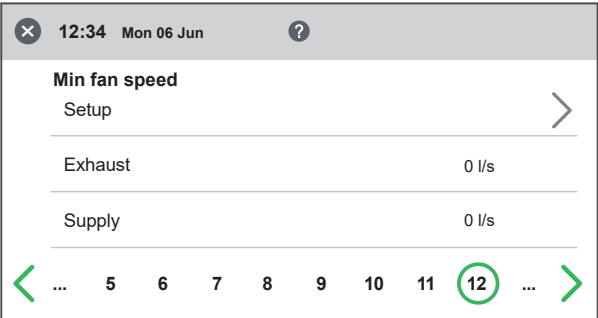 12:34 Mon 06 Jun ?
Min fan speed
Setup
Exhaust 0 l/s
Supply 0 l/s
... 5 6 7 8 9 10 11 12 ...